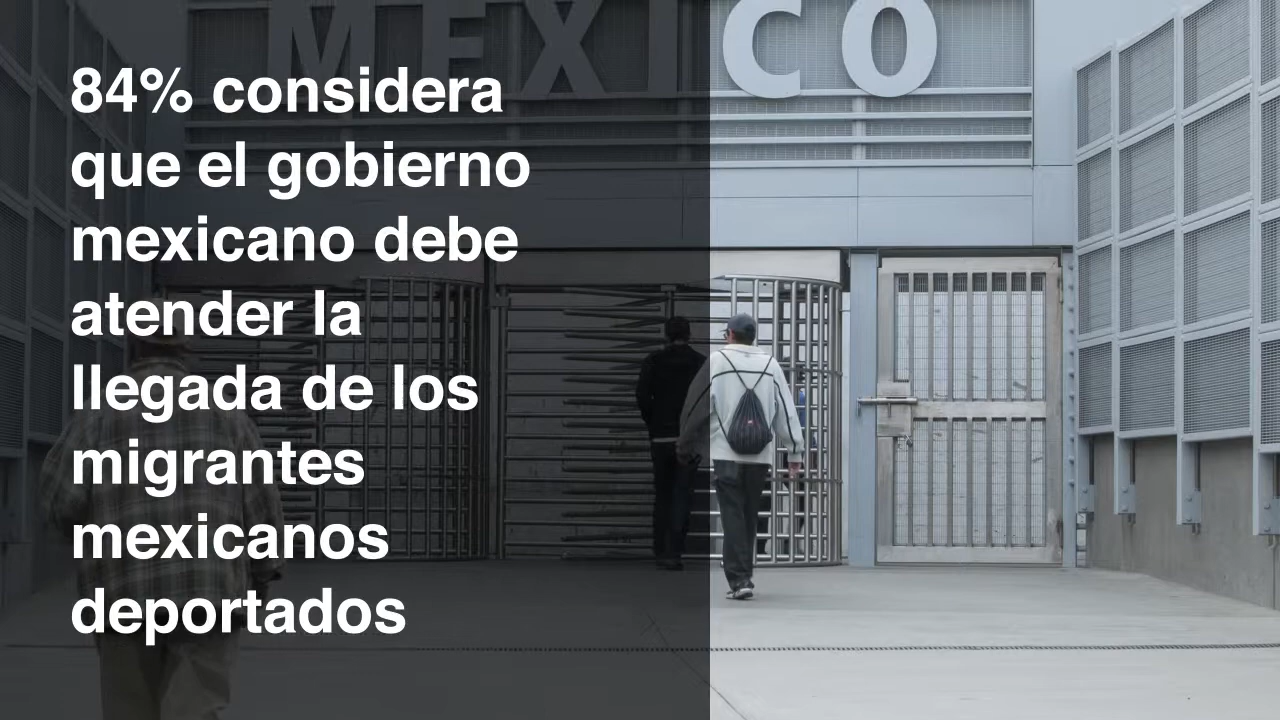 MEXICO
84% considera
que el gobierno
mexicano debe
atender la
llegada de los
migrantes
mexicanos
deportados